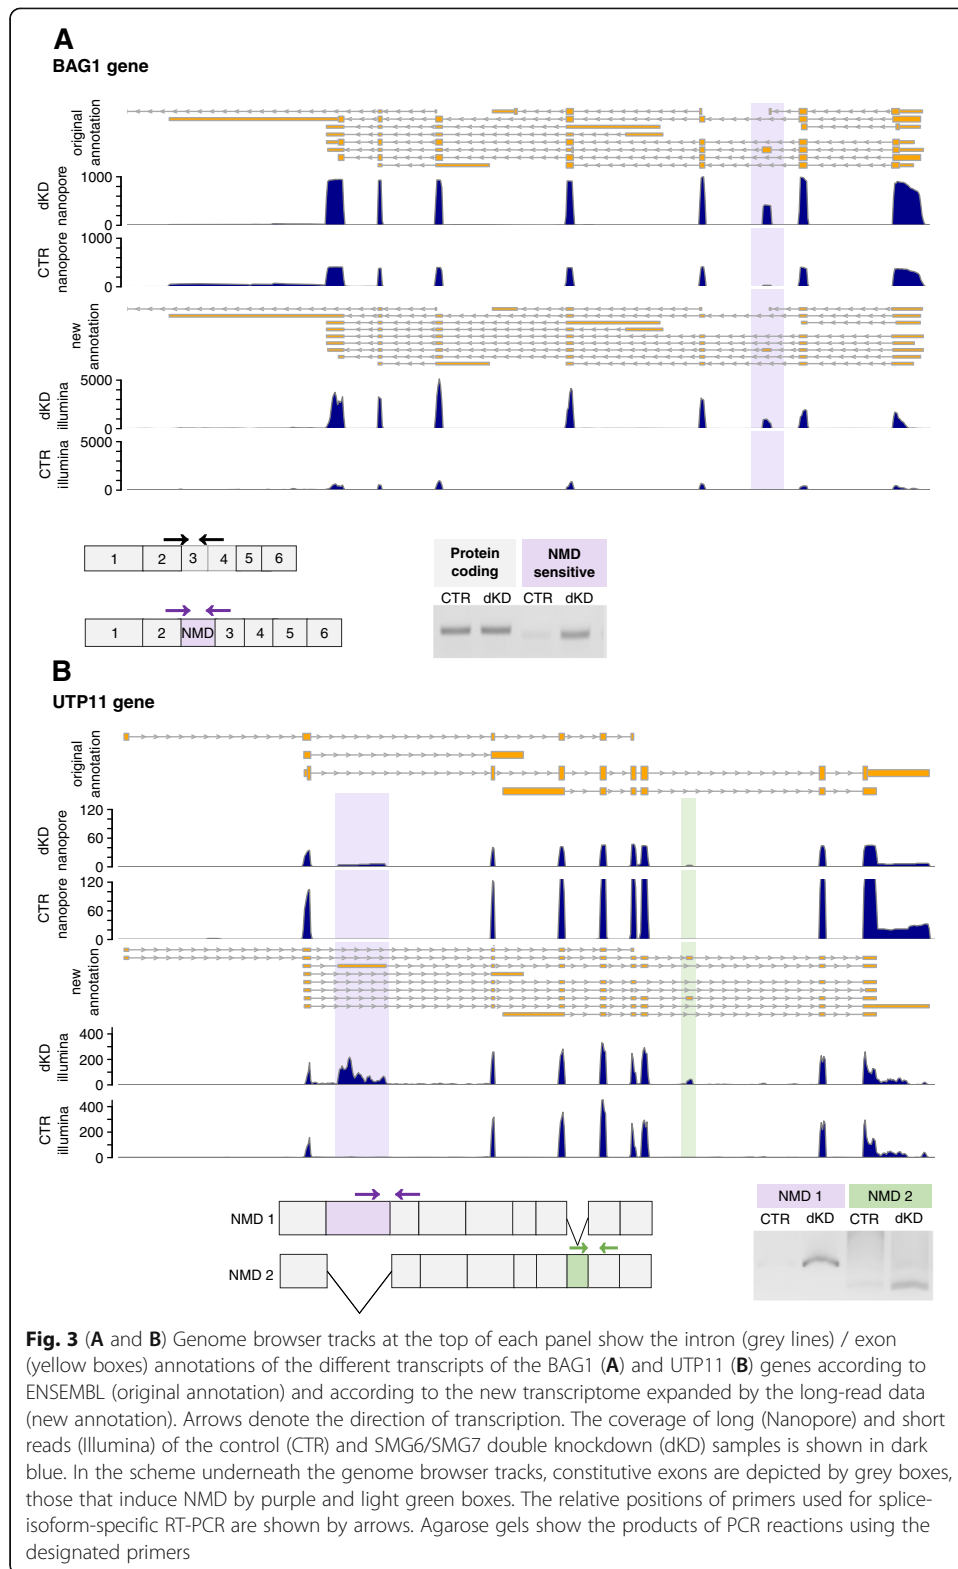 A
BAG1 gene
original
annotation
dKD
nanopore
1000
0
CTR
nanopore
1000
0
new
annotation
dKD
illumina
5000
0
CTR
illumina
5000
0
1 2 3 4 5 6
1 2 NMD 3 4 5 6
Protein
coding
NMD
sensitive
CTR dKD CTR dKD
B
UTP11 gene
original
annotation
dKD
nanopore
120
60
0
CTR
nanopore
120
60
0
new
annotation
dKD
illumina
400
200
0
CTR
illumina
400
200
0
NMD 1
NMD 2
NMD 1 NMD 2
CTR dKD CTR dKD
Fig. 3 (A and B) Genome browser tracks at the top of each panel show the intron (grey lines) / exon
(yellow boxes) annotations of the different transcripts of the BAG1 (A) and UTP11 (B) genes according to
ENSEMBL (original annotation) and according to the new transcriptome expanded by the long-read data
(new annotation). Arrows denote the direction of transcription. The coverage of long (Nanopore) and short
reads (Illumina) of the control (CTR) and SMG6/SMG7 double knockdown (dKD) samples is shown in dark
blue. In the scheme underneath the genome browser tracks, constitutive exons are depicted by grey boxes,
those that induce NMD by purple and light green boxes. The relative positions of primers used for splice-
isoform-specific RT-PCR are shown by arrows. Agarose gels show the products of PCR reactions using the
designated primers